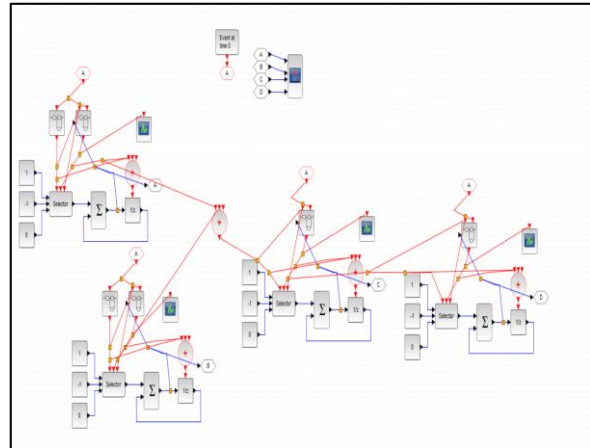 Event at
time 0
A
A
B
C
D
A
1
-1
0
Selector
Σ
1/z
+
A
+
A
1
-1
0
Selector
Σ
1/z
+
B
A
1
-1
0
Selector
Σ
1/z
+
C
A
1
-1
0
Selector
Σ
1/z
+
D